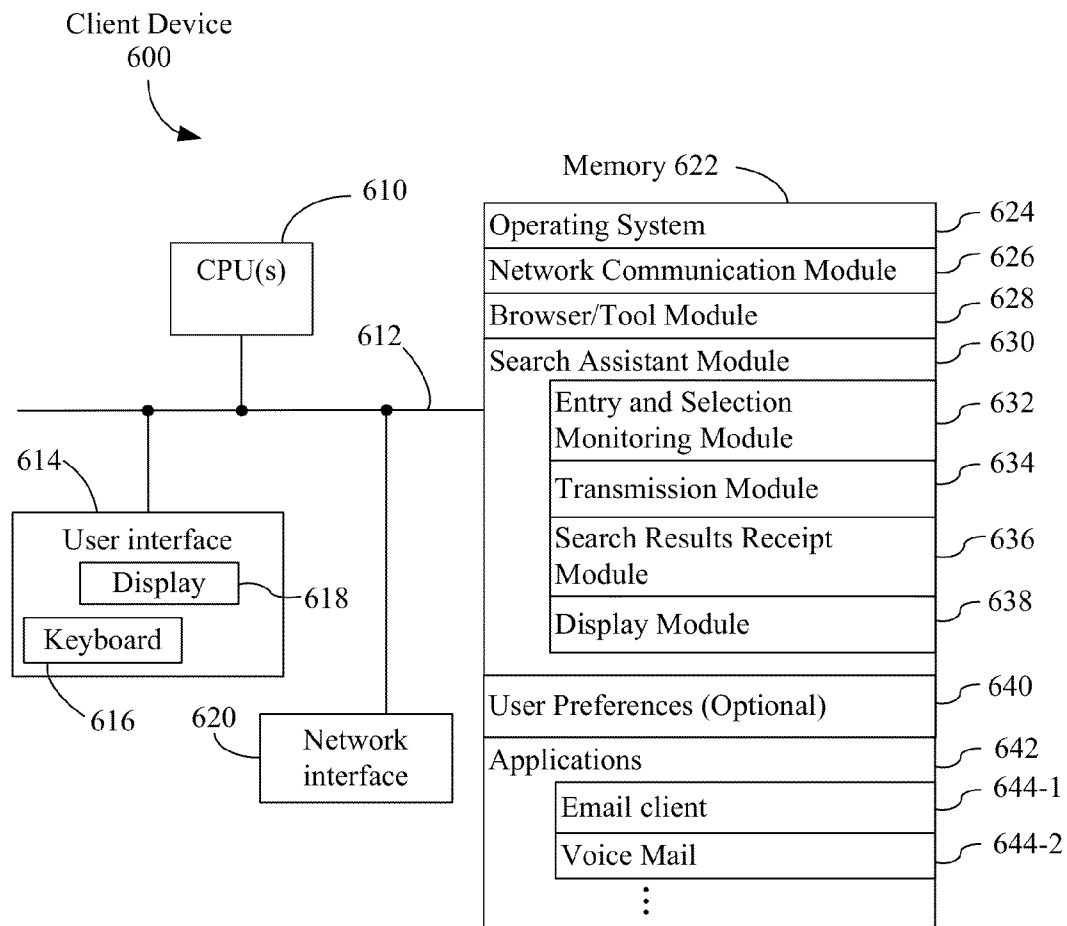 Client Device
600
Memory 622
610
CPU(s)
612
614
User interface
Display
618
Keyboard
616
620
Network
interface
Operating System
624
Network Communication Module
626
Browser/Tool Module
628
Search Assistant Module
630
Entry and Selection
Monitoring Module
632
Transmission Module
634
Search Results Receipt
Module
636
Display Module
638
User Preferences (Optional)
640
Applications
642
Email client
644-1
Voice Mail
644-2